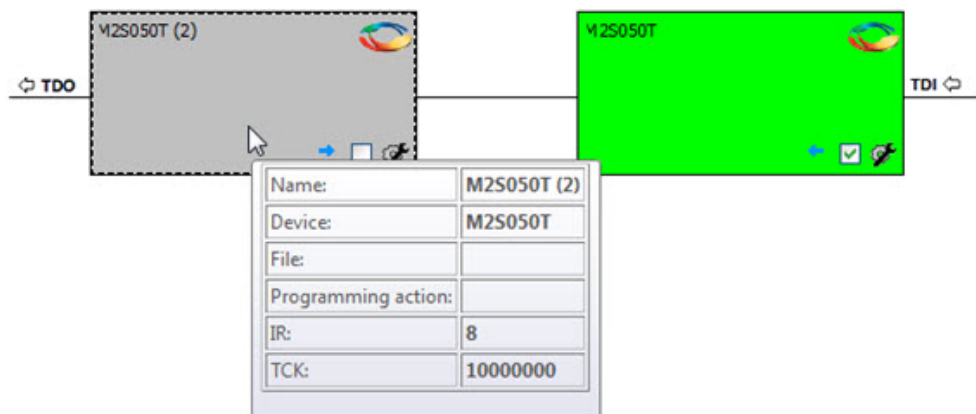 M2S050T (2)
M2S050T
TDO
TDI
Name: M2S050T (2)
Device: M2S050T
File:
Programming action:
IR: 8
TCK: 10000000